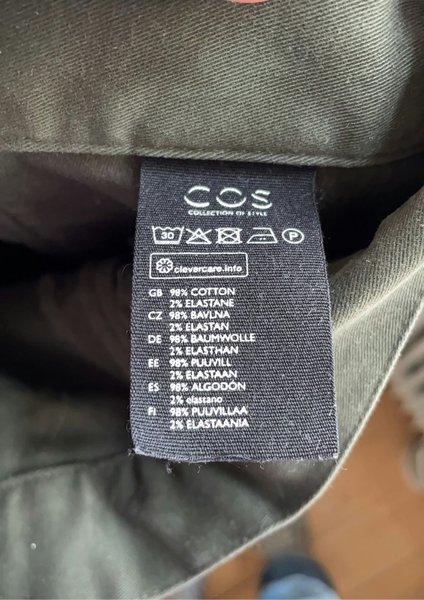 COS
COLLECTION OF STYLE
30 P
clevercare.info
GB 98% COTTON
2% ELASTANE
CZ 98% BAVLNA
2% ELASTAN
DE 98% BAUMWOLLE
2% ELASTHAN
EE 98% PUUVILL
2% ELASTAAN
ES 98% ALGODÓN
2% elastano
FI 98% PUUVILLAA
2% ELASTAANIA